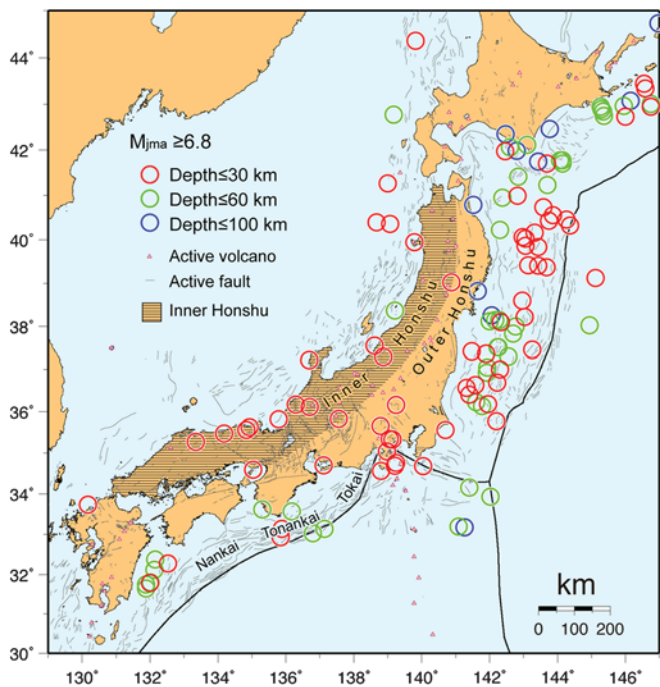 44°
42°
40°
38°
36°
34°
32°
30°
M jma ≥6.8
Depth≤30 km
Depth≤60 km
Depth≤100 km
Active volcano
Active fault
Inner Honshu
Inner Honshu
Outer Honshu
Nankai
Tonankai
Tokai
km
0 100 200
130° 132° 134° 136° 138° 140° 142° 144° 146°